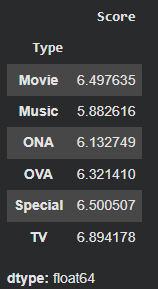 Score
Type
Movie 6.497635
Music 5.882616
ONA 6.132749
OVA 6.321410
Special 6.500507
TV 6.894178
dtype: float64